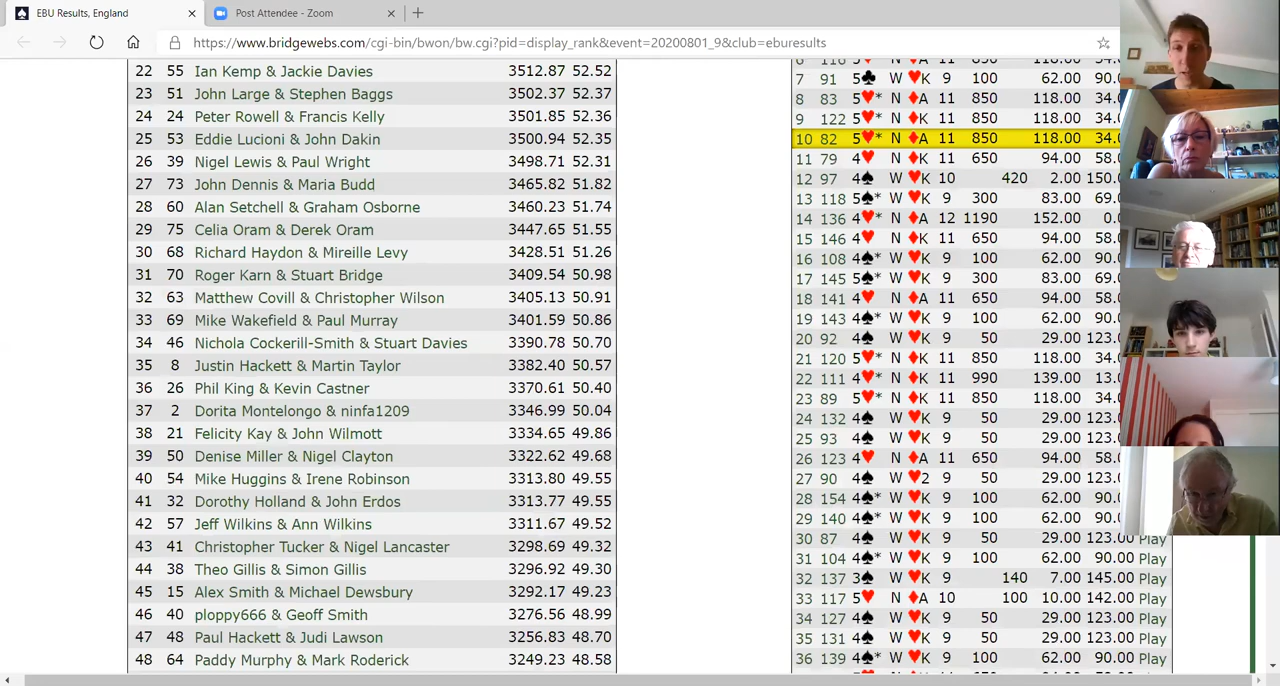 EBU Results, England
Post Attendee - Zoom
https://www.bridgewebs.com/cgi-bin/bwon/bw.cgi?pid=display_rank&event=20200801_9&club=eburesults
22 55 Ian Kemp & Jackie Davies 3512.87 52.52
23 51 John Large & Stephen Baggs 3502.37 52.37
24 24 Peter Rowell & Francis Kelly 3501.85 52.36
25 53 Eddie Lucioni & John Dakin 3500.94 52.35
26 39 Nigel Lewis & Paul Wright 3498.71 52.31
27 73 John Dennis & Maria Budd 3465.82 51.82
28 60 Alan Setchell & Graham Osborne 3460.23 51.74
29 75 Celia Oram & Derek Oram 3447.65 51.55
30 68 Richard Haydon & Mireille Levy 3428.51 51.26
31 70 Roger Karn & Stuart Bridge 3409.54 50.98
32 63 Matthew Covill & Christopher Wilson 3405.13 50.91
33 69 Mike Wakefield & Paul Murray 3401.59 50.86
34 46 Nichola Cockerill-Smith & Stuart Davies 3390.78 50.70
35 8 Justin Hackett & Martin Taylor 3382.40 50.57
36 26 Phil King & Kevin Castner 3370.61 50.40
37 2 Dorita Montelongo & ninfa1209 3346.99 50.04
38 21 Felicity Kay & John Wilmott 3334.65 49.86
39 50 Denise Miller & Nigel Clayton 3322.62 49.68
40 54 Mike Huggins & Irene Robinson 3313.80 49.55
41 32 Dorothy Holland & John Erdos 3313.77 49.55
42 57 Jeff Wilkins & Ann Wilkins 3311.67 49.52
43 41 Christopher Tucker & Nigel Lancaster 3298.69 49.32
44 38 Theo Gillis & Simon Gillis 3296.92 49.30
45 15 Alex Smith & Michael Dewsbury 3292.17 49.23
46 40 ploppy666 & Geoff Smith 3276.56 48.99
47 48 Paul Hackett & Judi Lawson 3256.83 48.70
48 64 Paddy Murphy & Mark Roderick 3249.23 48.58
7 91 5♣ W ♥K 9 100 62.00 90.
8 83 5♥* N ♦A 11 850 118.00 34.
9 122 5♥* N ♦K 11 850 118.00 34.
10 82 5♥* N ♦A 11 850 118.00 34.
11 79 4♥ N ♦K 11 650 94.00 58.
12 97 4♠ W ♥K 10 420 2.00 150.
13 118 5♠* W ♥K 9 300 83.00 69.
14 136 4♥* N ♦A 12 1190 152.00 0.
15 146 4♥ N ♦K 11 650 94.00 58.
16 108 4♠* W ♥K 9 100 62.00 90.
17 145 5♠* W ♥K 9 300 83.00 69.
18 141 4♥ N ♦A 11 650 94.00 58.
19 143 4♠* W ♥K 9 100 62.00 90.
20 92 4♠ W ♥K 9 50 29.00 123.
21 120 5♥* N ♦K 11 850 118.00 34.
22 111 4♥* N ♦K 11 990 139.00 13.
23 89 5♥* N ♦K 11 850 118.00 34.
24 132 4♠ W ♥K 9 50 29.00 123.
25 93 4♠ W ♥K 9 50 29.00 123.
26 123 4♥ N ♦A 11 650 94.00 58.
27 90 4♠ W ♥2 9 50 29.00 123.
28 154 4♠* W ♥K 9 100 62.00 90.
29 140 4♠* W ♥K 9 100 62.00 90.
30 87 4♠ W ♥K 9 50 29.00 123.00 Play
31 104 4♠* W ♥K 9 100 62.00 90.00 Play
32 137 3♠ W ♥K 9 140 7.00 145.00 Play
33 117 5♥ N ♦A 10 100 10.00 142.00 Play
34 127 4♠ W ♥K 9 50 29.00 123.00 Play
35 131 4♠ W ♥K 9 50 29.00 123.00 Play
36 139 4♠* W ♥K 9 100 62.00 90.00 Play